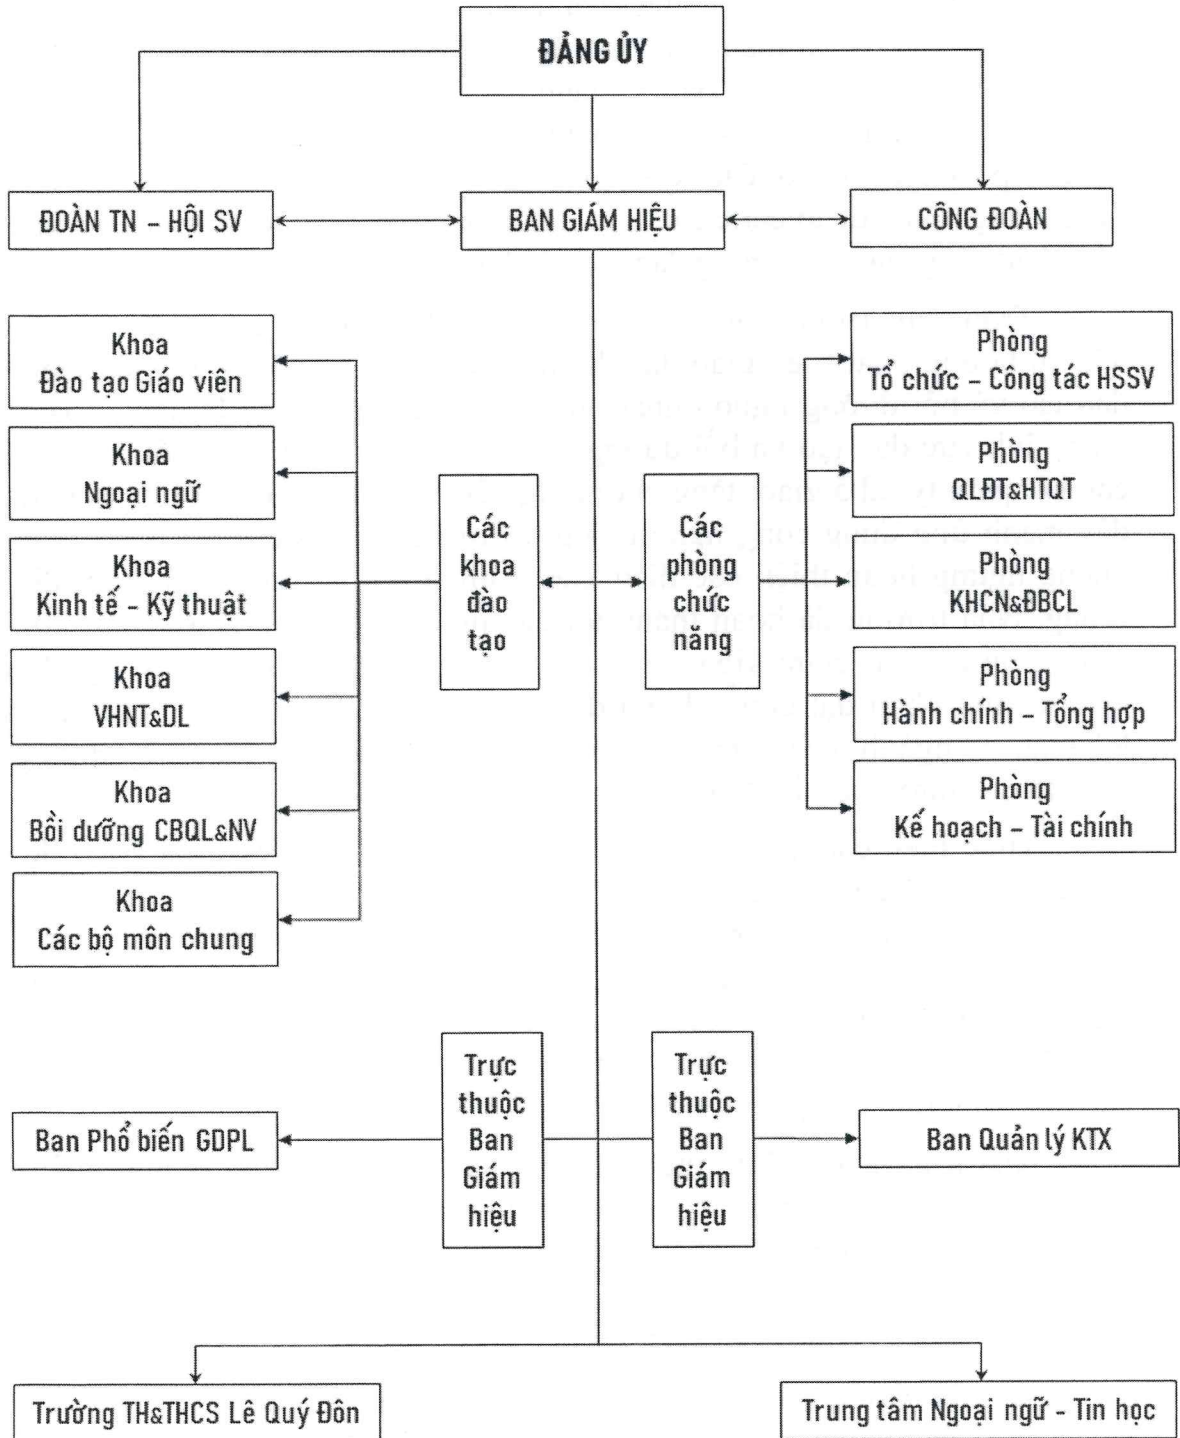 ĐẢNG ỦY
ĐOÀN TN – HỘI SV
BAN GIÁM HIỆU
CÔNG ĐOÀN
Khoa
Đào tạo Giáo viên
Khoa
Ngoại ngữ
Khoa
Kinh tế – Kỹ thuật
Khoa
VHNT&DL
Khoa
Bồi dưỡng CBQL&NV
Khoa
Các bộ môn chung
Các
khoa
đào
tạo
Các
phòng
chức
năng
Phòng
Tổ chức – Công tác HSSV
Phòng
QLĐT&HTQT
Phòng
KHCN&ĐBCL
Phòng
Hành chính – Tổng hợp
Phòng
Kế hoạch – Tài chính
Ban Phổ biến GDPL
Trực
thuộc
Ban
Giám
hiệu
Trực
thuộc
Ban
Giám
hiệu
Ban Quản lý KTX
Trường TH&THCS Lê Quý Đôn
Trung tâm Ngoại ngữ - Tin học